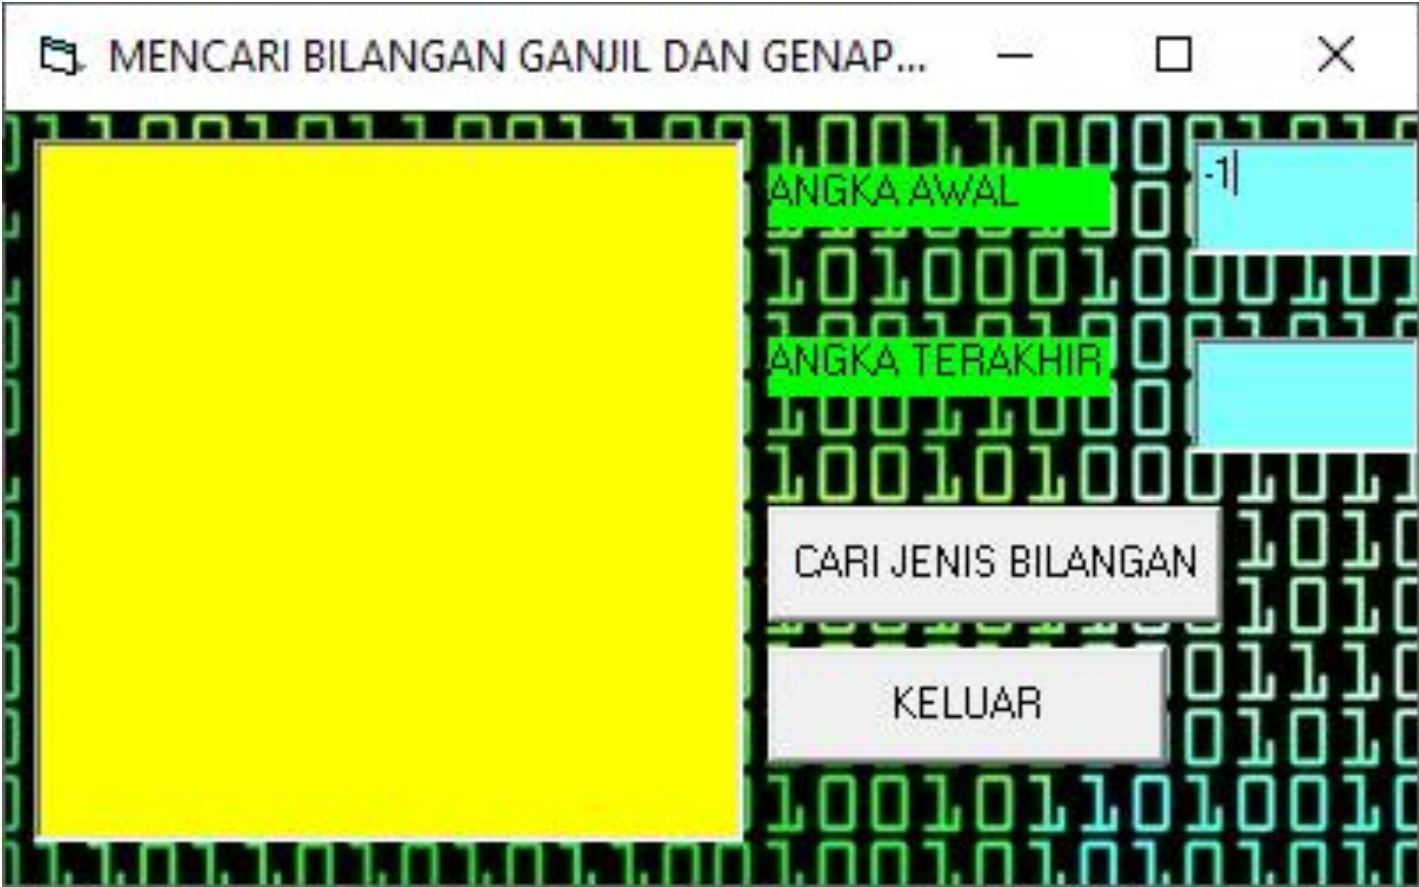 MENCARI BILANGAN GANJIL DAN GENAP...
ANGKA AWAL
-1
ANGKA TERAKHIR
CARI JENIS BILANGAN
KELUAR